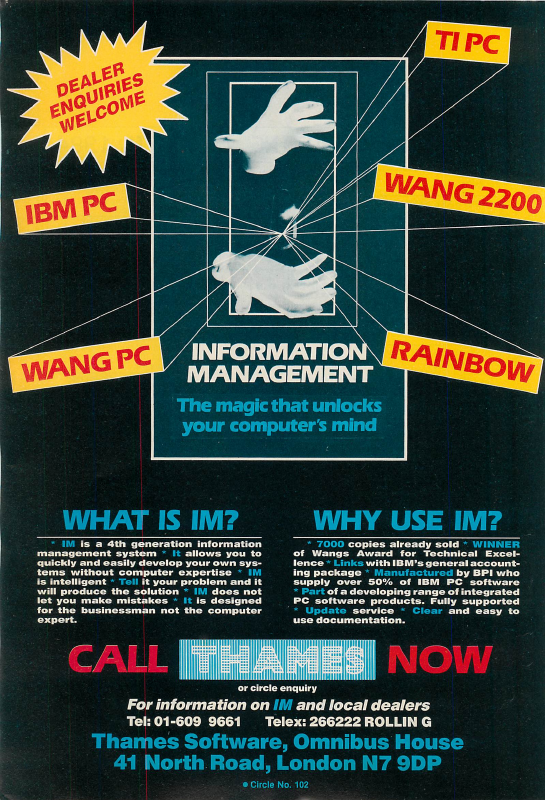 DEALER
ENQUIRIES
WELCOME
TI PC
IBM PC
WANG 2200
WANG PC
RAINBOW
INFORMATION
MANAGEMENT
The magic that unlocks
your computer's mind
WHAT IS IM?
* IM is a 4th generation information
management system * It allows you to
quickly and easily develop your own sys-
tems without computer expertise * IM
is intelligent * Tell it your problem and it
will produce the solution * IM does not
let you make mistakes * It is designed
for the businessman not the computer
expert.
WHY USE IM?
* 7000 copies already sold * WINNER
of Wangs Award for Technical Excel-
lence * Links with IBM's general account-
ing package * Manufactured by BPI who
supply over 50% of IBM PC software
* Part of a developing range of integrated
PC software products. Fully supported
* Update service * Clear and easy to
use documentation.
CALL THAMES NOW
or circle enquiry
For information on IM and local dealers
Tel: 01-609 9661 Telex: 266222 ROLLIN G
Thames Software, Omnibus House
41 North Road, London N7 9DP
● Circle No. 102